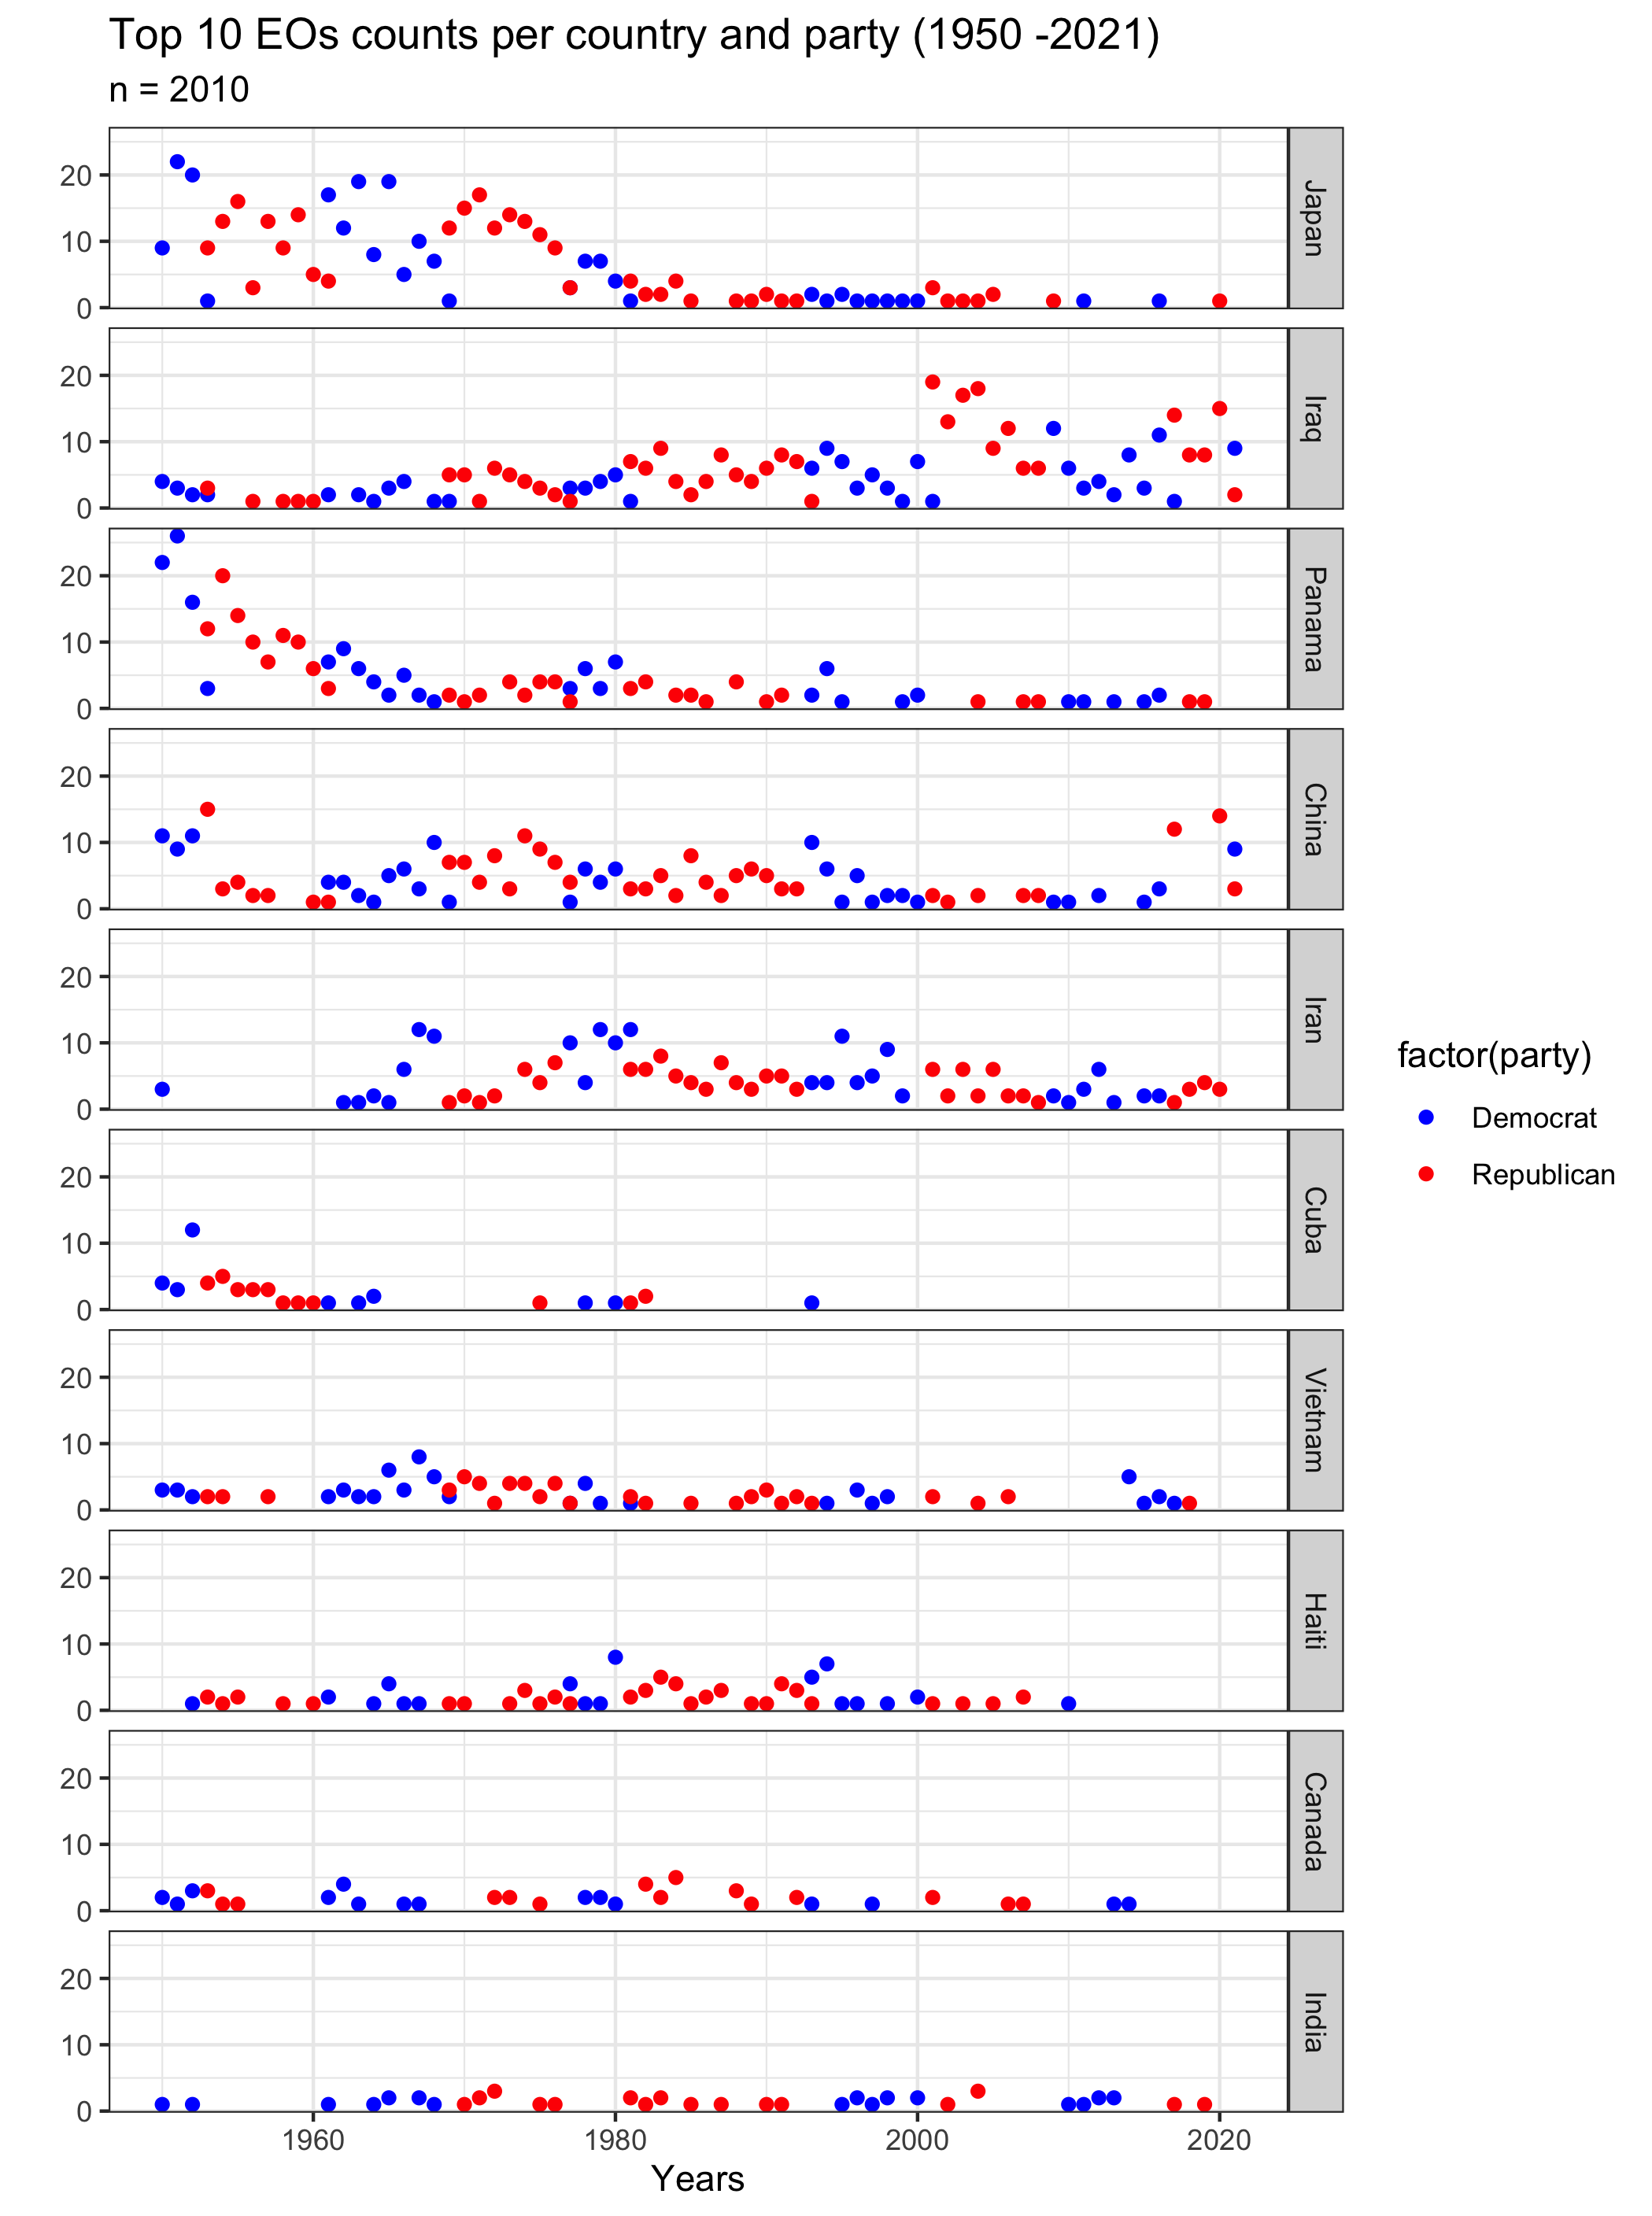 Top 10 EOs counts per country and party (1950 -2021)
n = 2010
20
10
0
Japan
20
10
0
Iraq
20
10
0
Panama
20
10
0
China
20
10
0
Iran
factor(party)
Democrat
Republican
20
10
0
Cuba
20
10
0
Vietnam
20
10
0
Haiti
20
10
0
Canada
20
10
0
India
1960 1980 2000 2020
Years